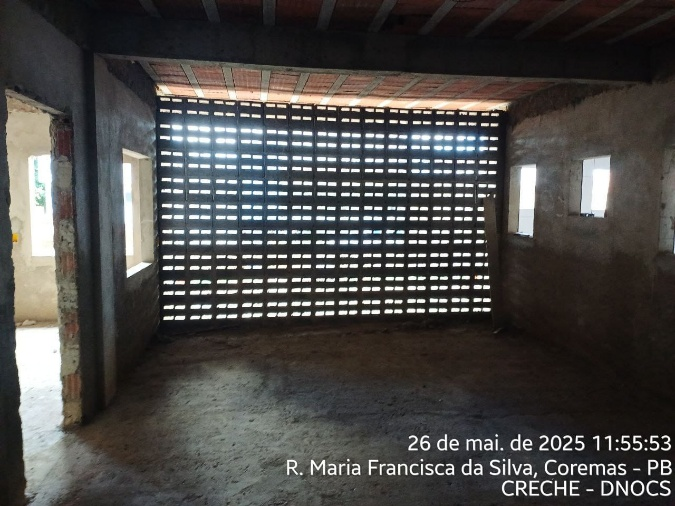 26 de mai. de 2025 11:55:53
R. Maria Francisca da Silva, Coremas - PB
CRECHE - DNOCS